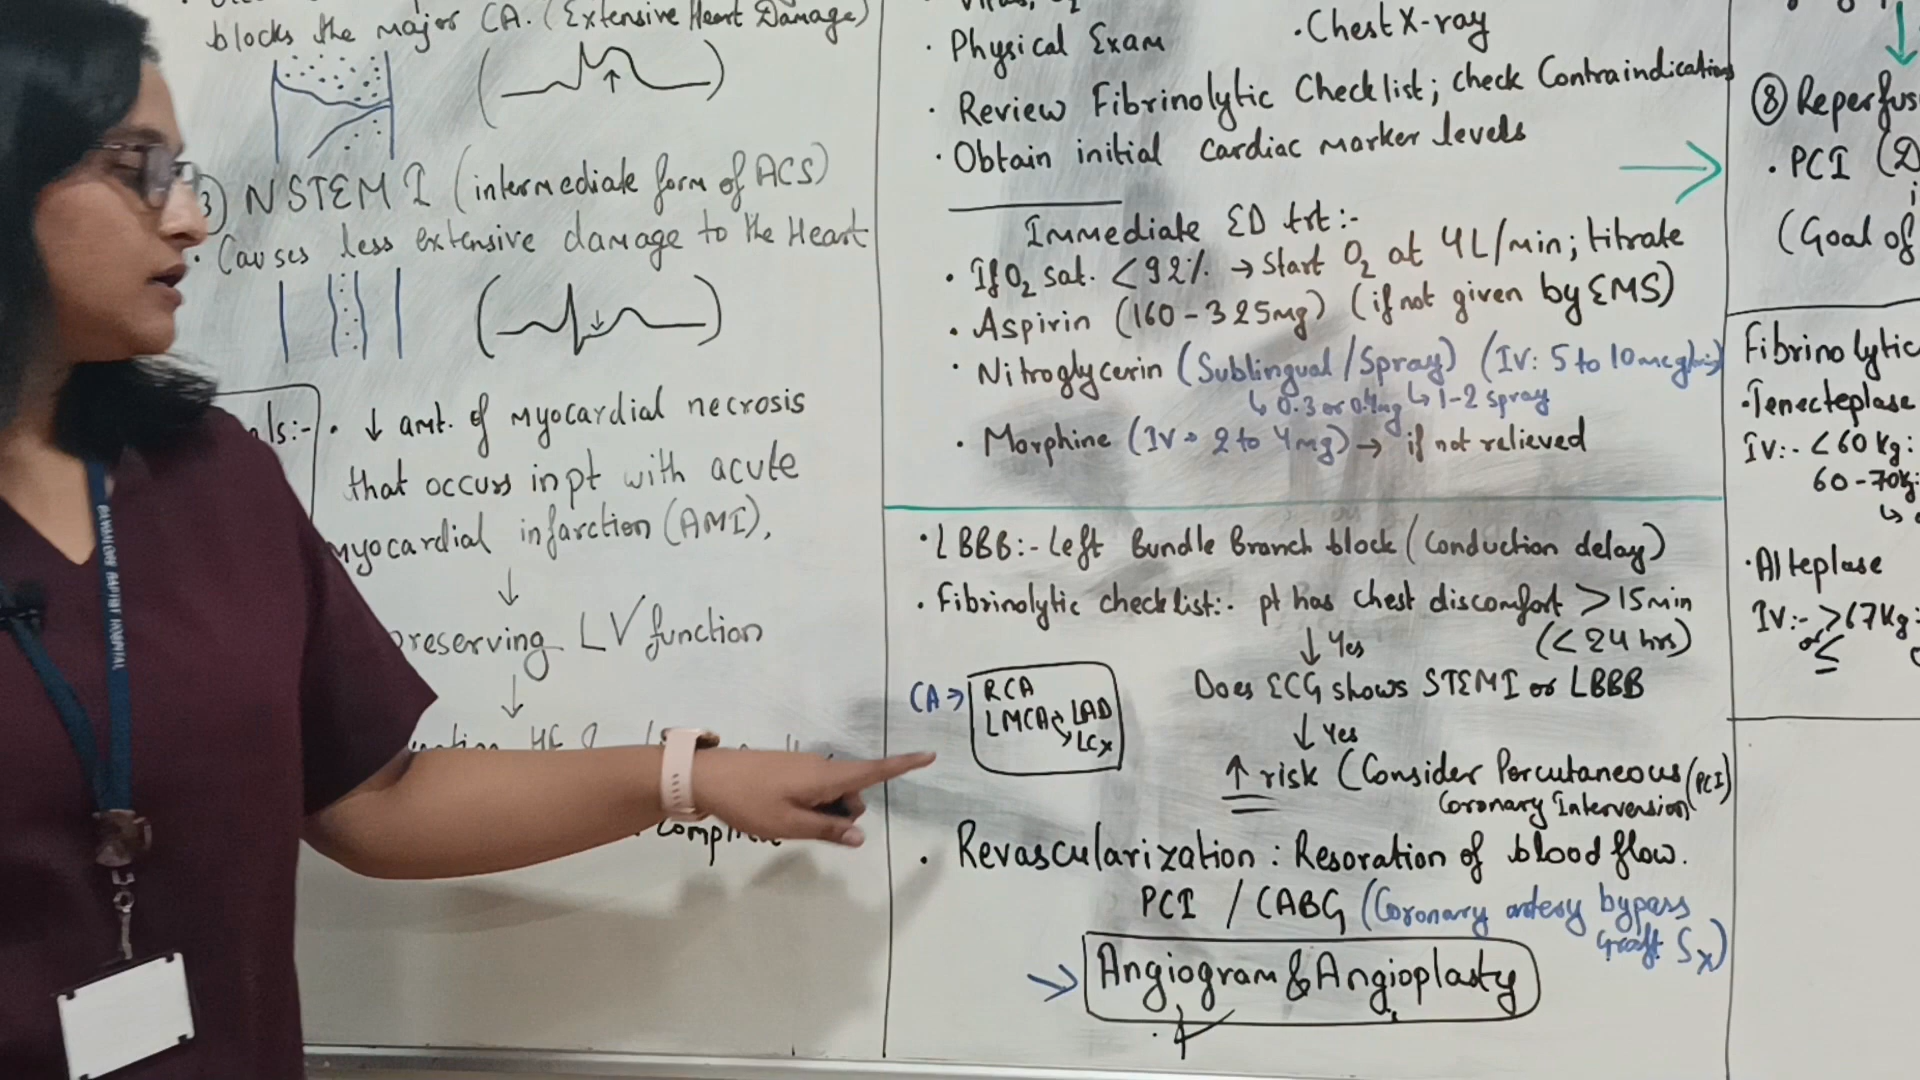 blocks the major CA. (Extensive Heart Damage)
3) NSTEMI (intermediate form of ACS)
• Causes less extensive damage to the Heart
• ↓ amt. of myocardial necrosis
that occurs in pt with acute
myocardial infarction (AMI),
↓
preserving LV function
↓
• Physical Exam
• Chest X-ray
• Review Fibrinolytic Checklist; check Contraindications
• Obtain initial cardiac marker levels
Immediate ED trt:-
• If O2 sat. <92%. → Start O2 at 4L/min; titrate
• Aspirin (160-325mg) (if not given by EMS)
• Nitroglycerin (Sublingual/Spray) (IV: 5 to 10mcg/min)
↳ 0.3 or 0.4mg ↳ 1-2 spray
• Morphine (IV → 2 to 4mg) → if not relieved
• LBBB:- Left Bundle Branch block (Conduction delay)
• Fibrinolytic checklist:- pt has chest discomfort >15min
(<24 hrs)
↓ Yes
Does ECG shows STEMI or LBBB
↓ Yes
↑ risk (Consider Percutaneous (PCI)
Coronary Intervension
CA → RCA
LMCA → LAD
→ LCx
• Revascularization : Resoration of blood flow.
PCI / CABG (Coronary artery bypass
Graft Sx)
→ Angiogram & Angioplasty
⑧ Reperfus
• PCI (D
(Goal of
Fibrinolytic
• Tenecteplase
IV:- <60 Kg:
60-70kg:
• Alteplase
IV:- >67Kg:
or ≤
BANGALORE BAPTIST HOSPITAL